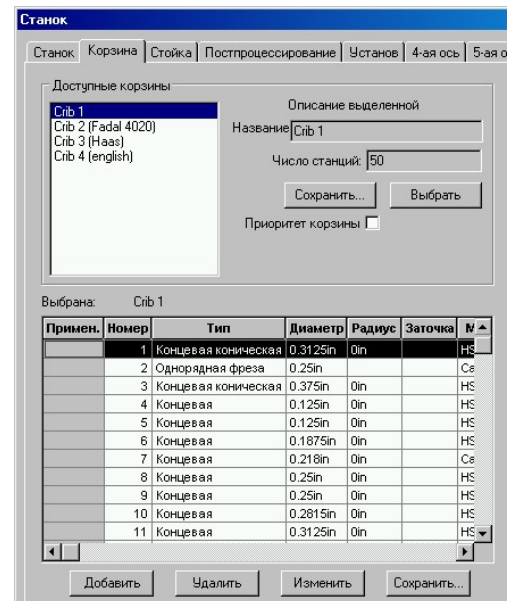 Станок
Станок Корзина Стойка Постпроцессирование Установ 4-ая ось 5-ая о
Доступные корзины
Crib 1
Crib 2 (Fadal 4020)
Crib 3 (Haas)
Crib 4 (english)
Описание выделенной
Название Crib 1
Число станций: 50
Сохранить... Выбрать
Приоритет корзины
Выбрана: Crib 1
Примен. Номер Тип Диаметр Радиус Заточка М
1 Концевая коническая 0.3125in 0in HS
2 Однорядная фреза 0.25in Ca
3 Концевая коническая 0.375in 0in HS
4 Концевая 0.125in 0in HS
5 Концевая 0.125in 0in HS
6 Концевая 0.1875in 0in HS
7 Концевая 0.218in 0in Ca
8 Концевая 0.25in 0in HS
9 Концевая 0.25in 0in HS
10 Концевая 0.2815in 0in HS
11 Концевая 0.3125in 0in HS
Добавить Удалить Изменить Сохранить...